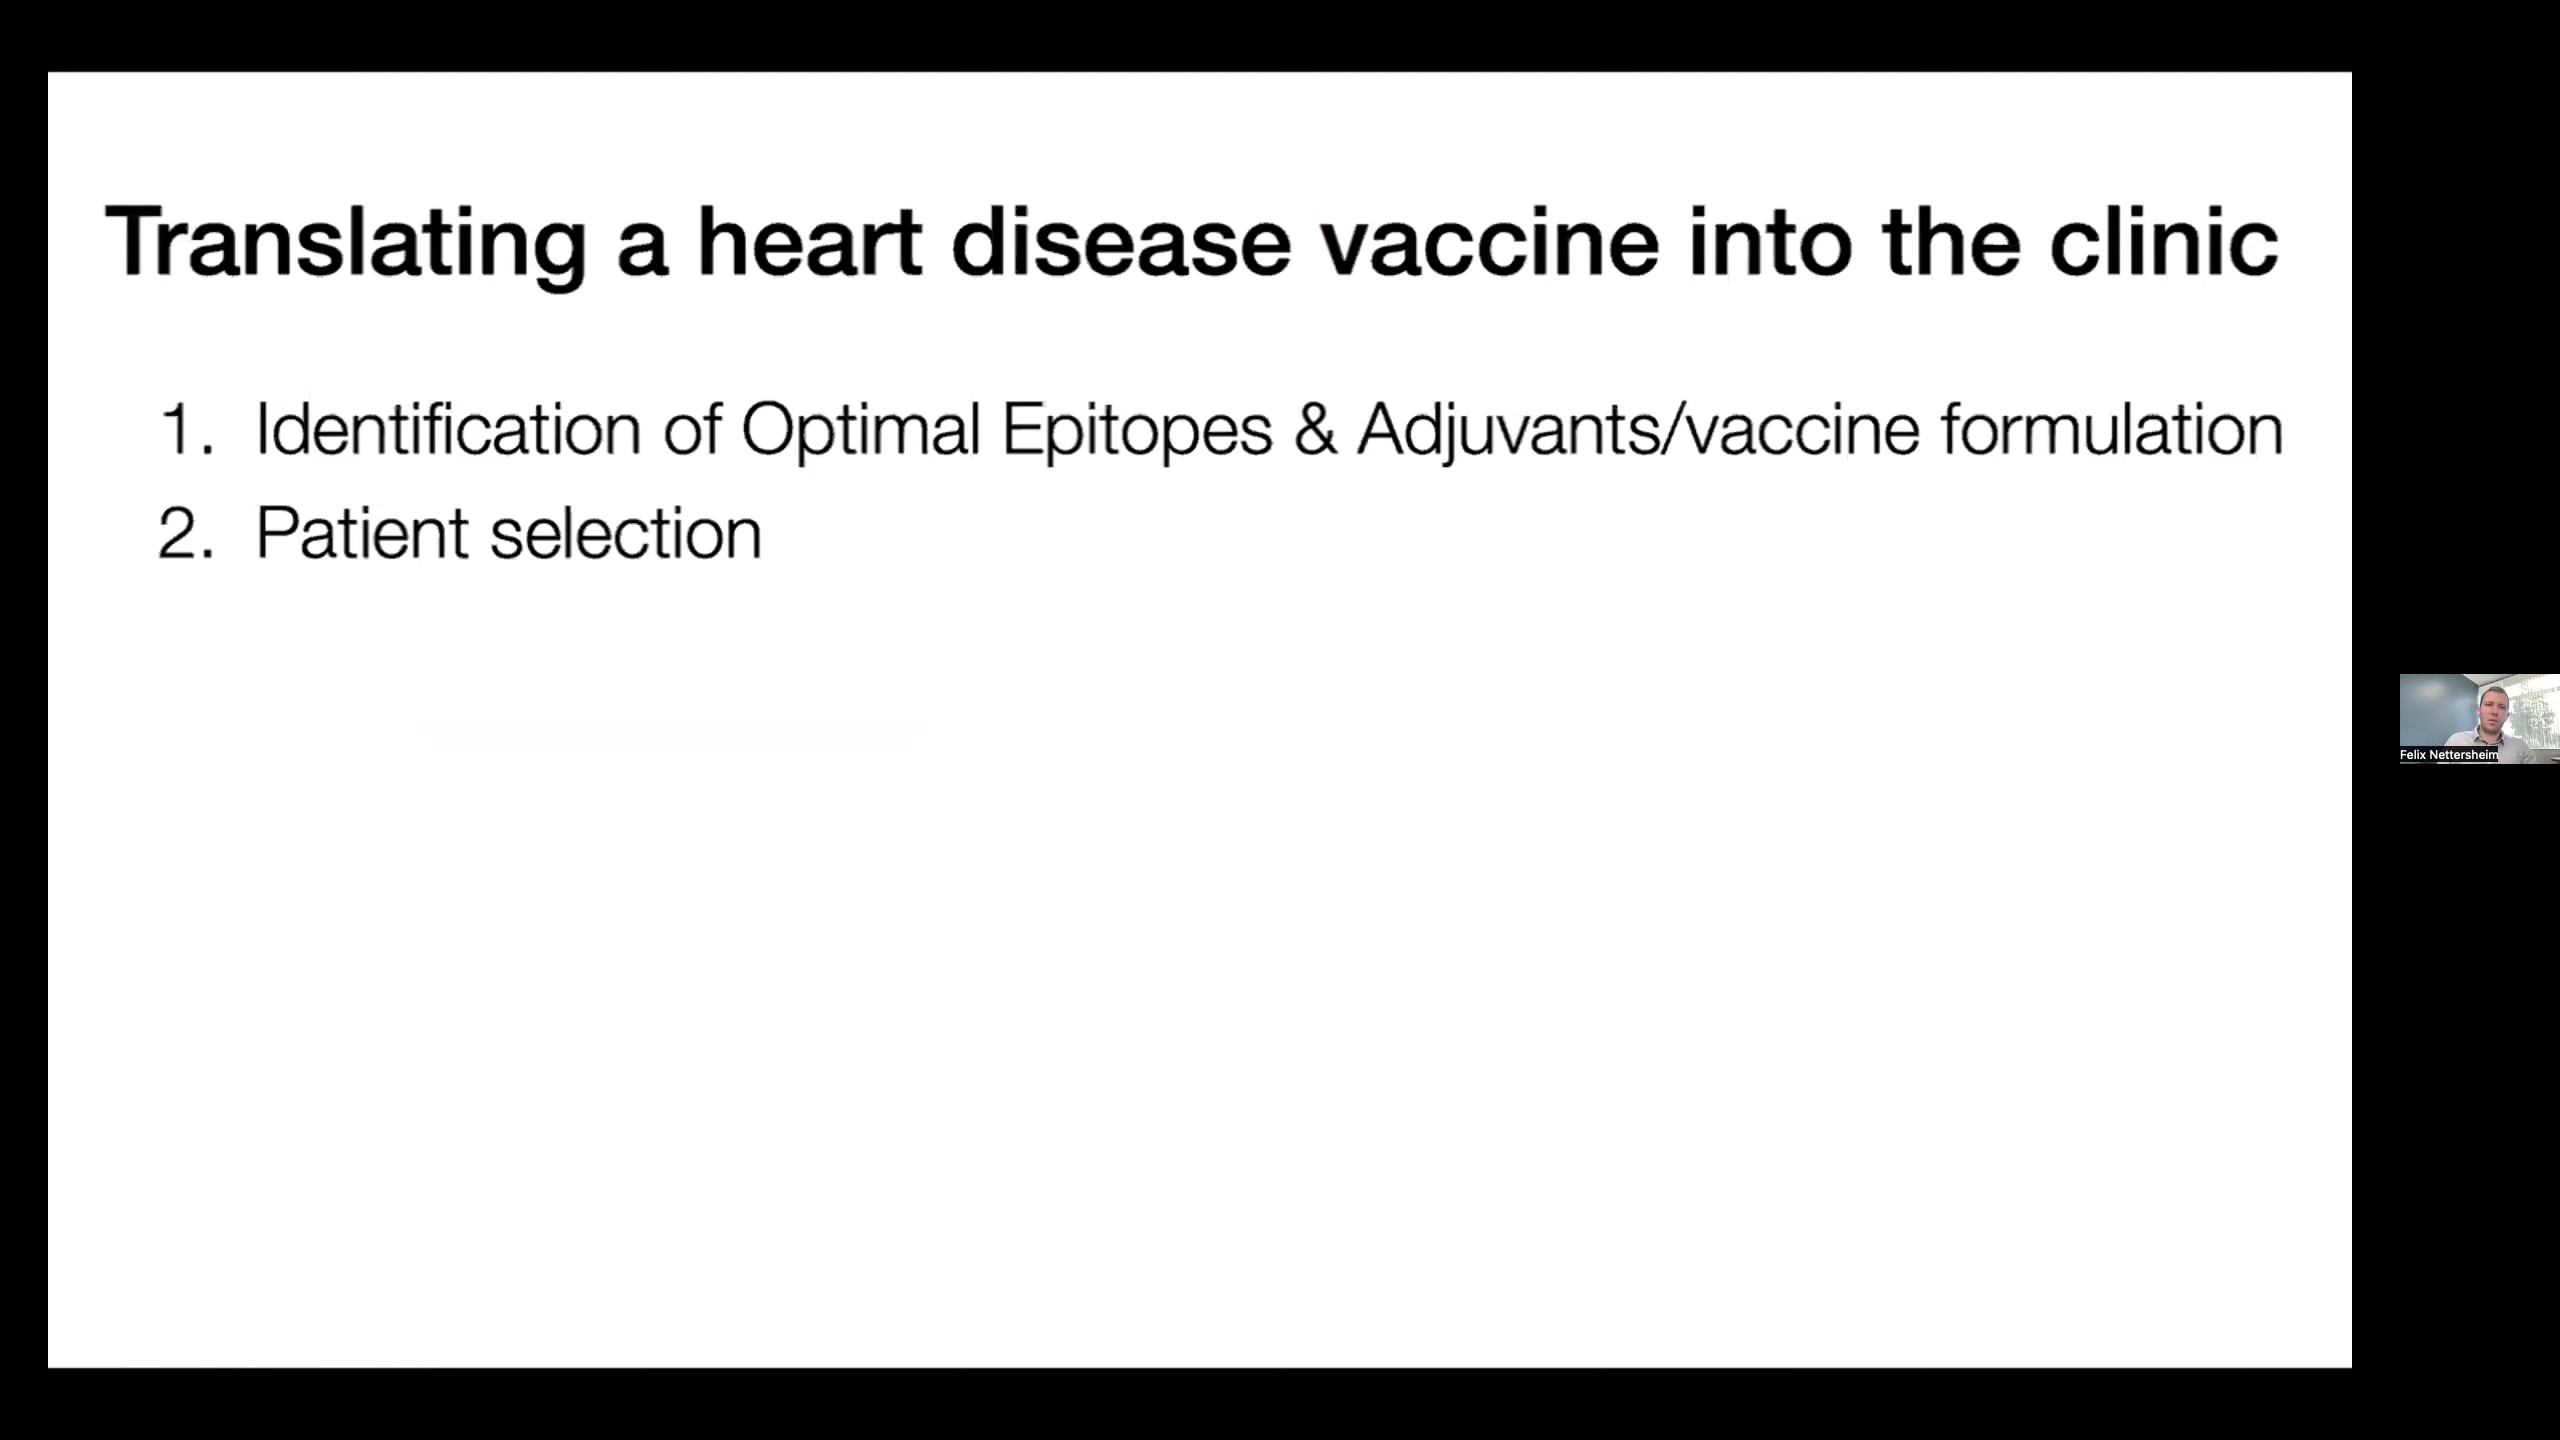 Translating a heart disease vaccine into the clinic
1. Identification of Optimal Epitopes & Adjuvants/vaccine formulation
2. Patient selection
Felix Nettersheim